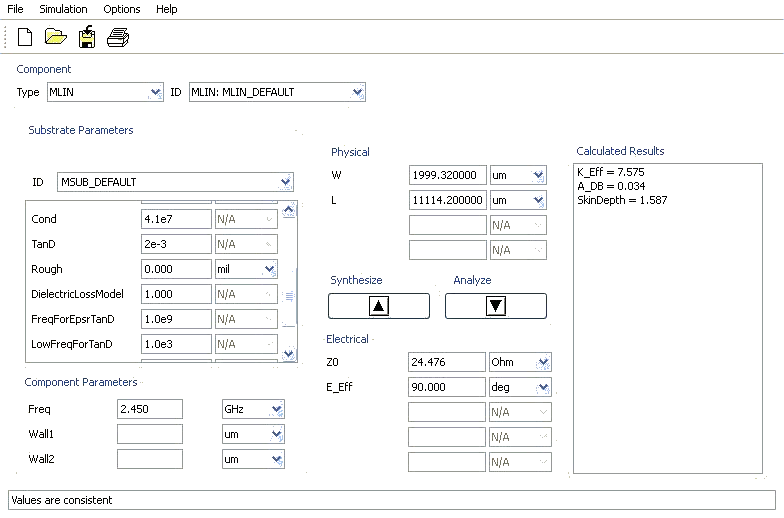 File Simulation Options Help
Component
Type MLIN ID MLIN: MLIN_DEFAULT
Substrate Parameters
ID MSUB_DEFAULT
Cond 4.1e7 N/A
TanD 2e-3 N/A
Rough 0.000 mil
DielectricLossModel 1.000 N/A
FreqForEpsrTanD 1.0e9 N/A
LowFreqForTanD 1.0e3 N/A
Component Parameters
Freq 2.450 GHz
Wall1 um
Wall2 um
Physical
W 1999.320000 um
L 11114.200000 um
N/A
N/A
Synthesize Analyze
Electrical
Z0 24.476 Ohm
E_Eff 90.000 deg
N/A
N/A
N/A
Calculated Results
K_Eff = 7.575
A_DB = 0.034
SkinDepth = 1.587
Values are consistent